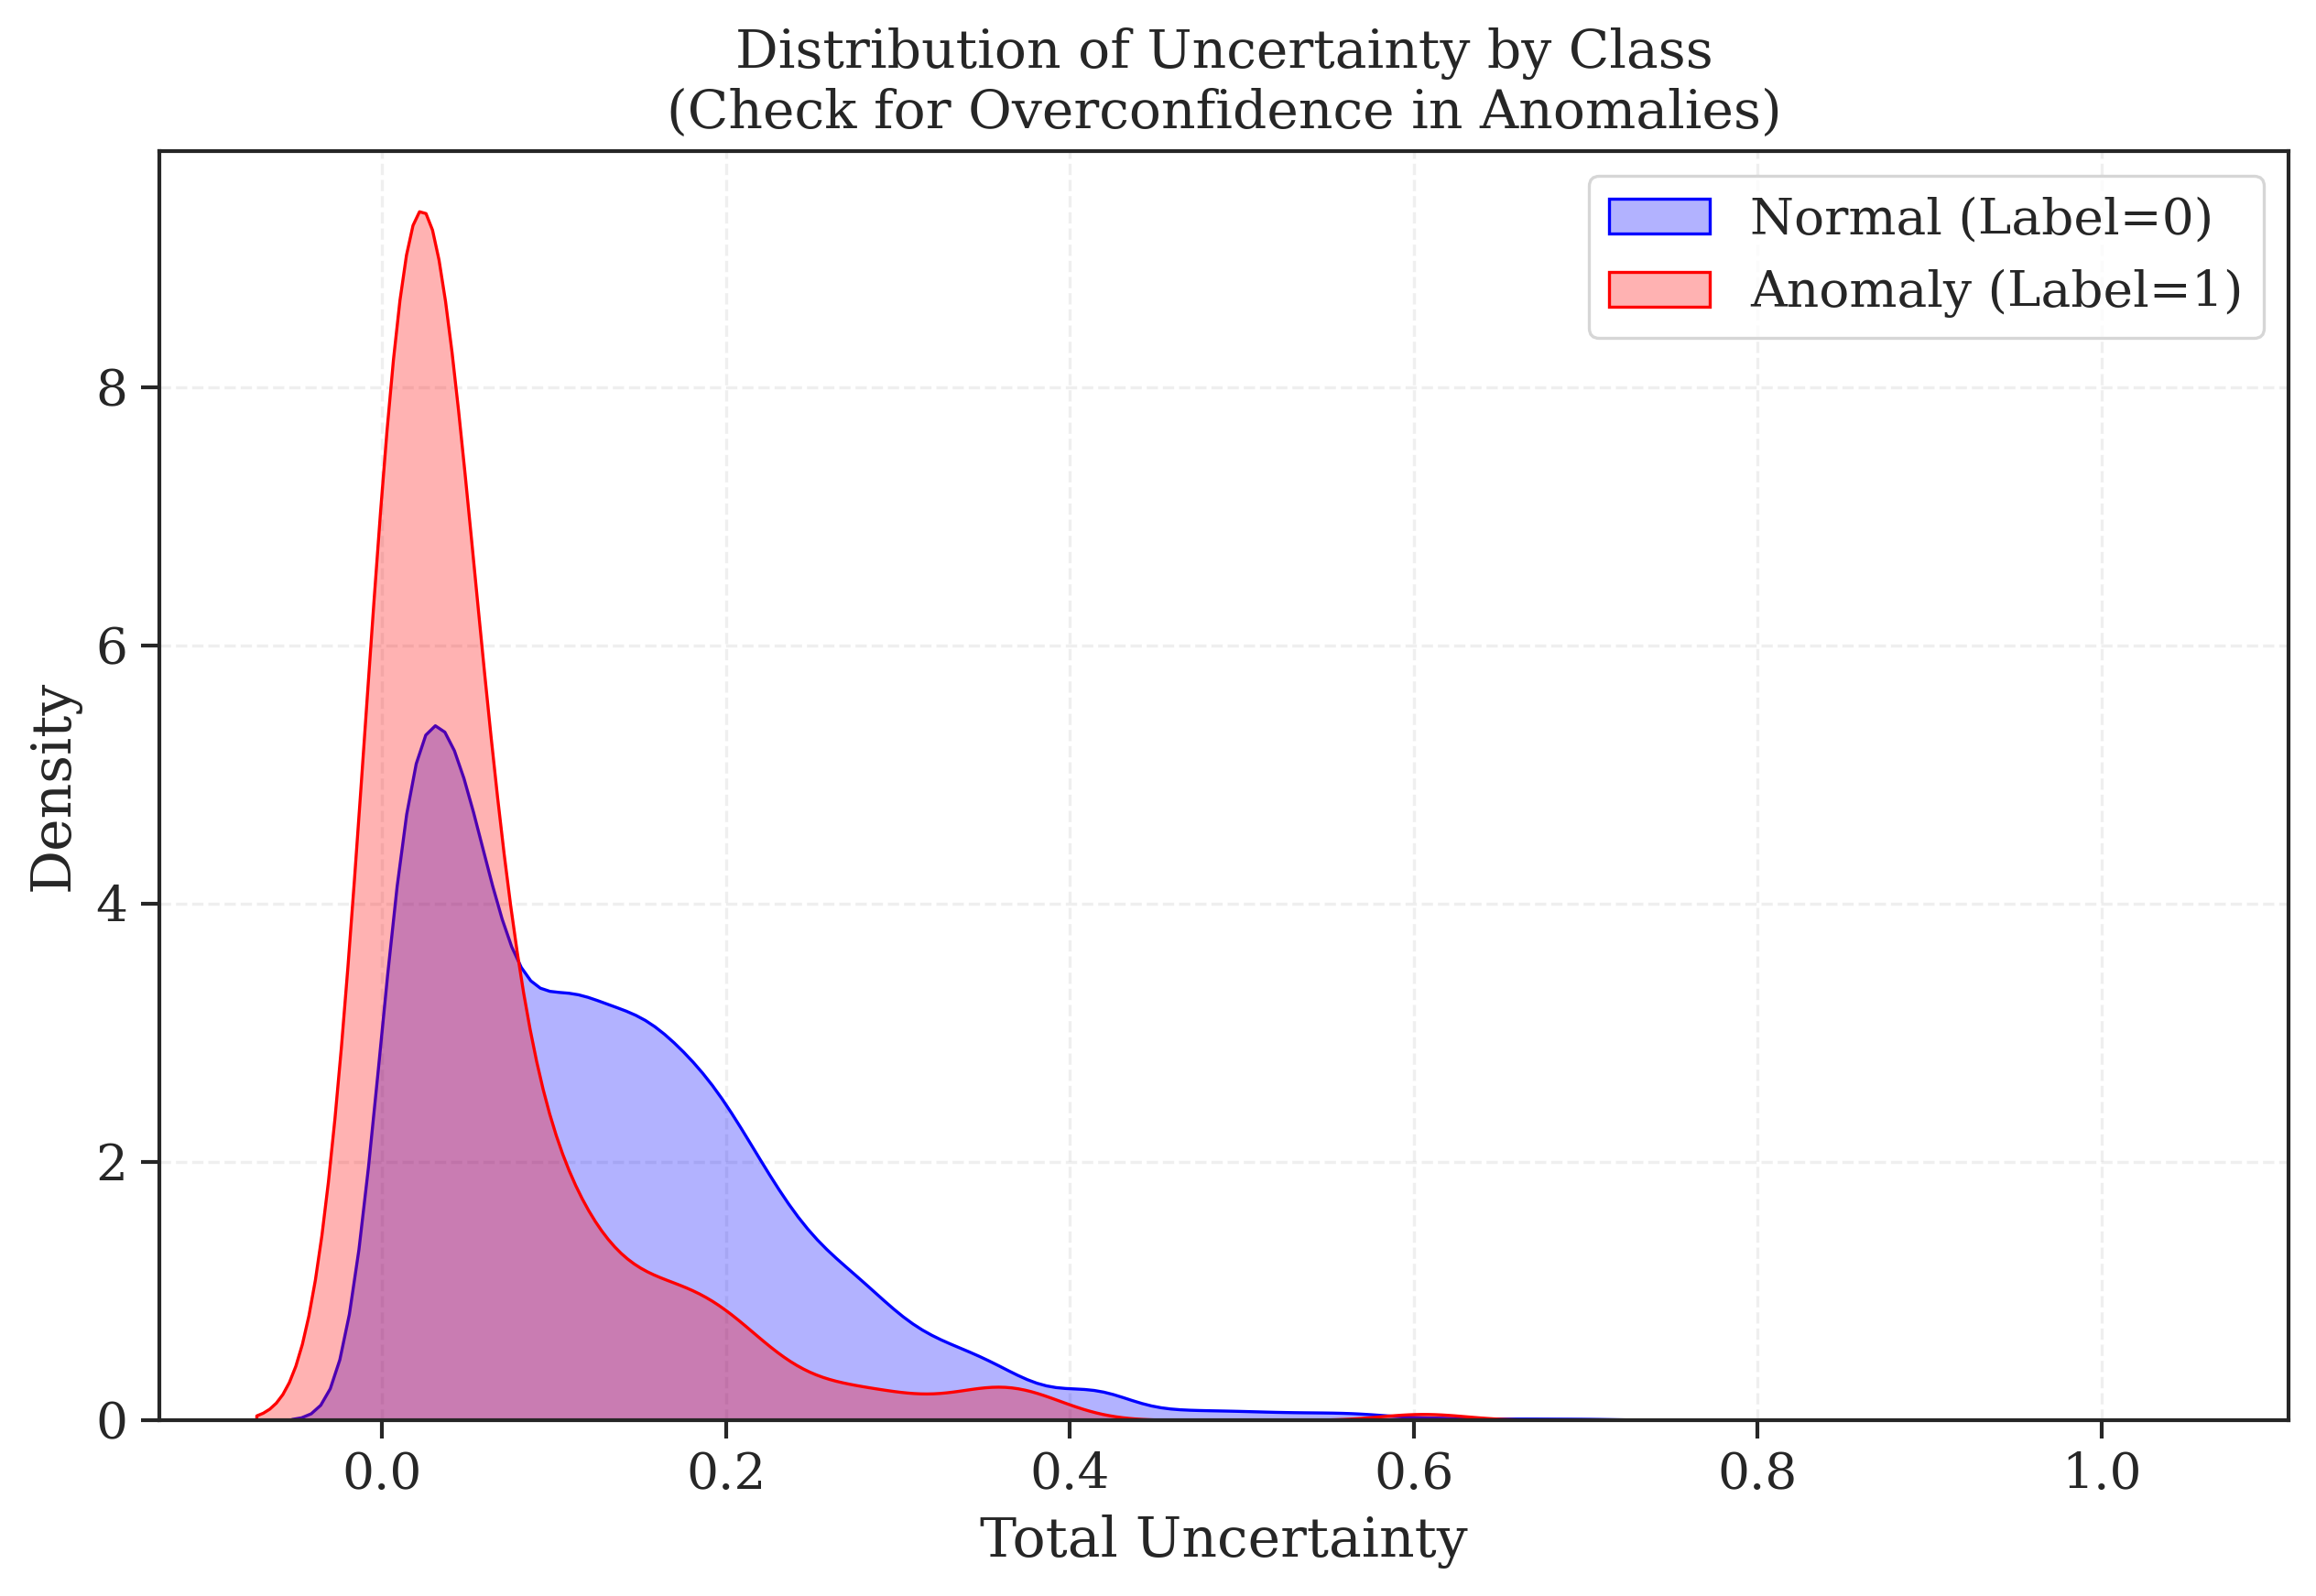 Distribution of Uncertainty by Class
(Check for Overconfidence in Anomalies)
Normal (Label=0)
Anomaly (Label=1)
Density
8
6
4
2
0
0.0 0.2 0.4 0.6 0.8 1.0
Total Uncertainty